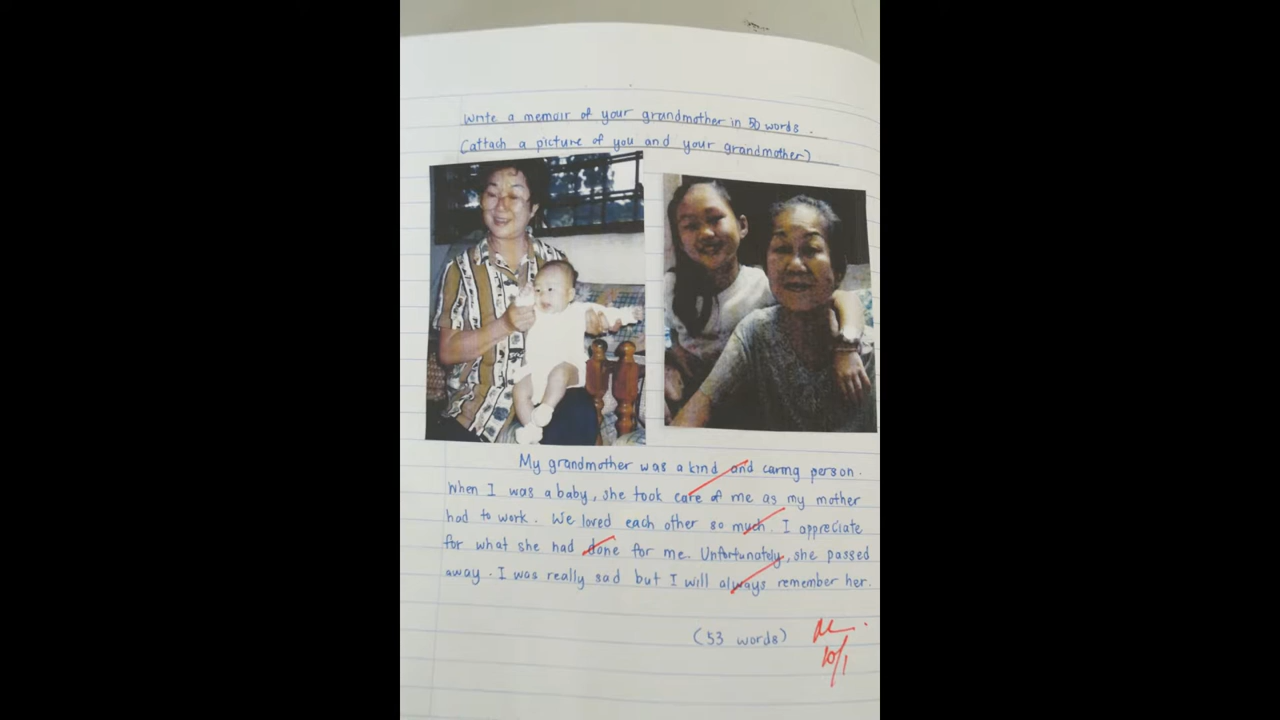 Write a memoir of your grandmother in 50 words.
(attach a picture of you and your grandmother)
My grandmother was a kind and caring person.
When I was a baby, she took care of me as my mother
had to work. We loved each other so much. I appreciate
for what she had done for me. Unfortunately, she passed
away. I was really sad but I will always remember her.
(53 words)
10/1